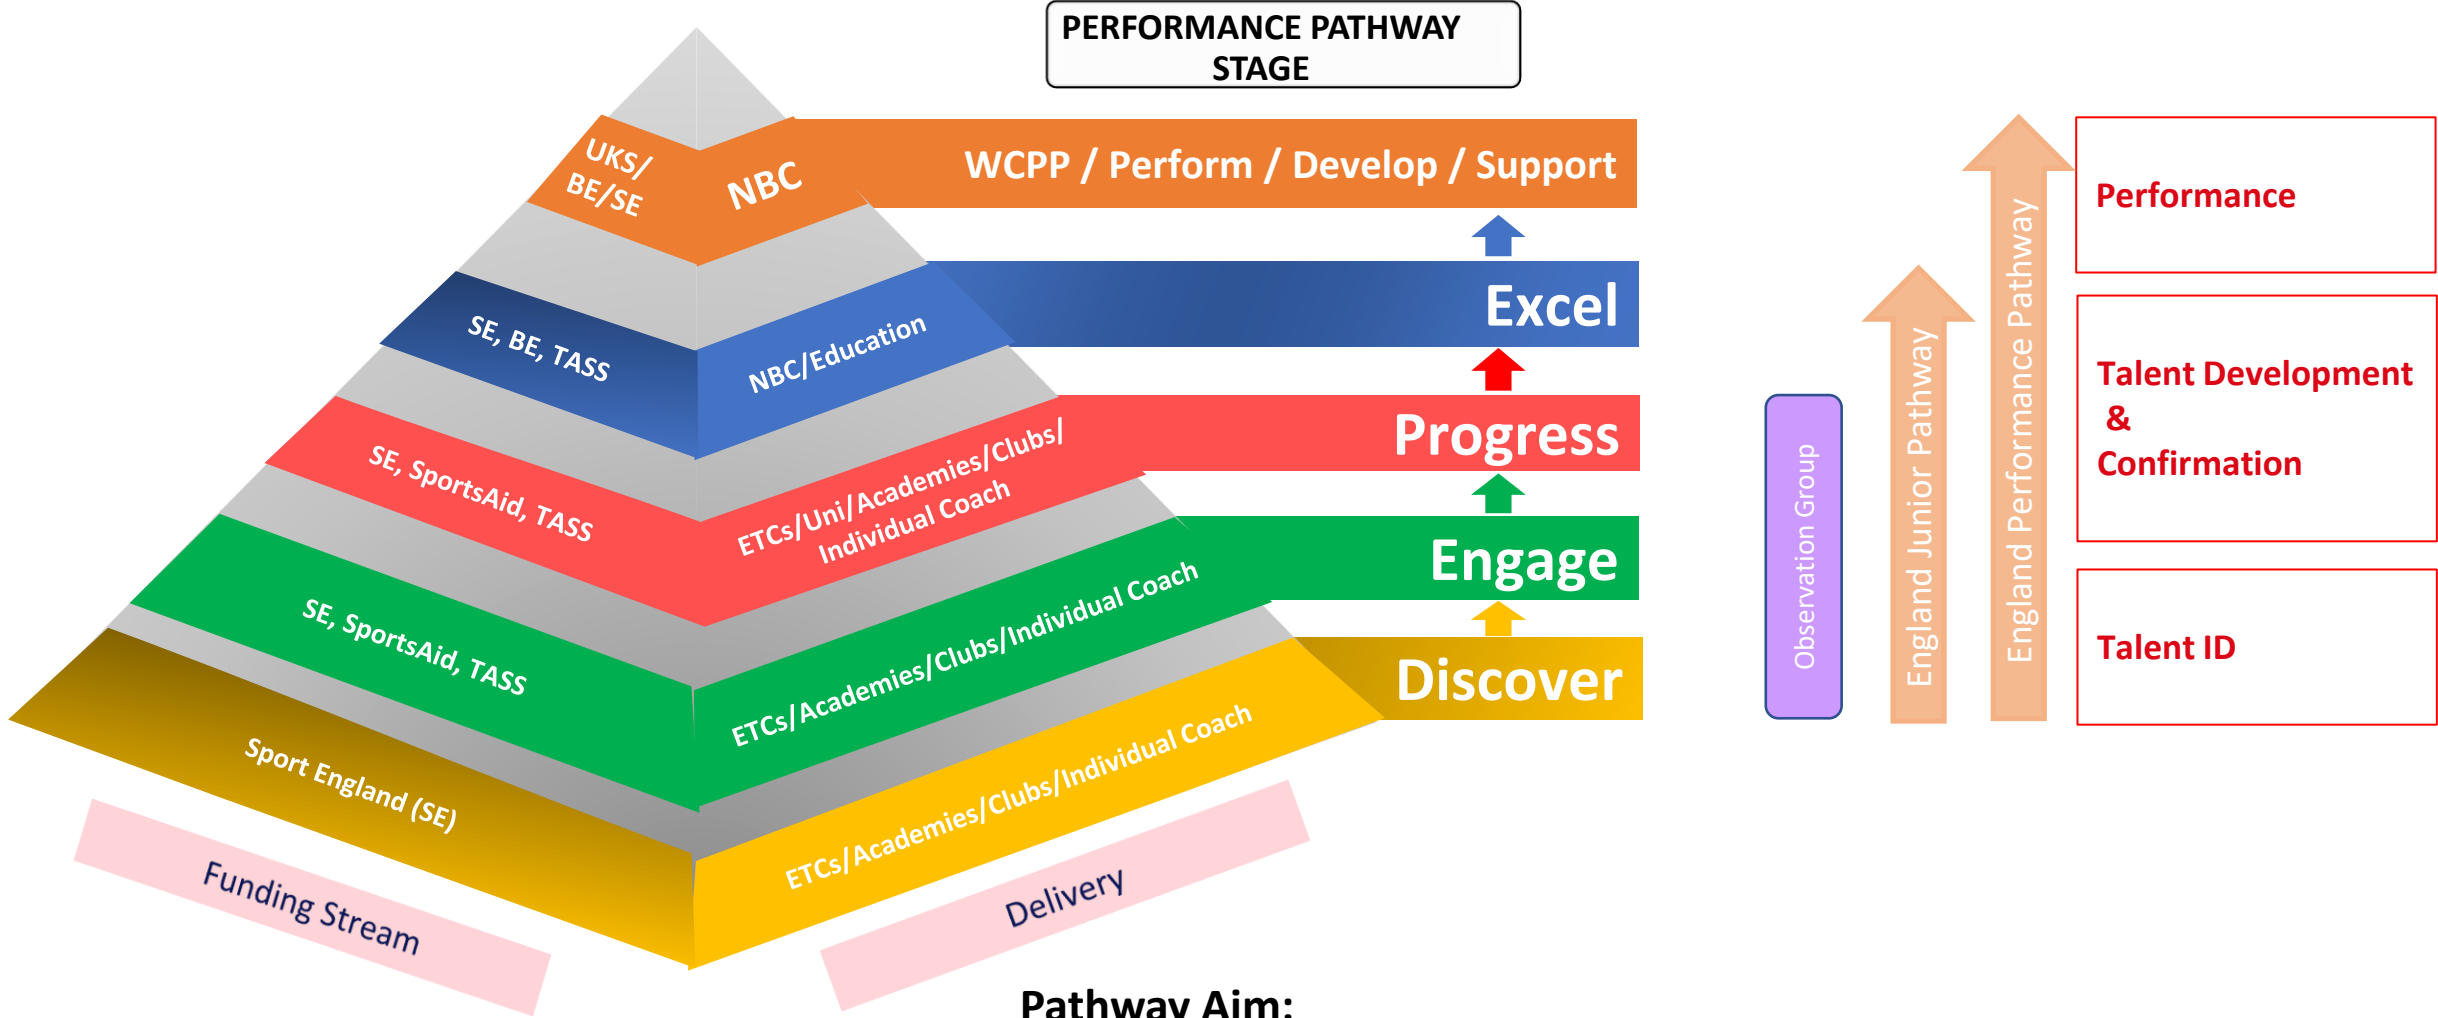 PERFORMANCE PATHWAY
STAGE
UKS/
BE/SE
NBC
WCPP / Perform / Develop / Support
SE, BE, TASS
NBC/Education
Excel
SE, SportsAid, TASS
ETCs/Uni/Academies/Clubs/
Individual Coach
Progress
SE, SportsAid, TASS
ETCs/Academies/Clubs/Individual Coach
Engage
Sport England (SE)
ETCs/Academies/Clubs/Individual Coach
Discover
Funding Stream
Delivery
Observation Group
England Junior Pathway
England Performance Pathway
Performance
Talent Development
&
Confirmation
Talent ID
Pathway Aim: